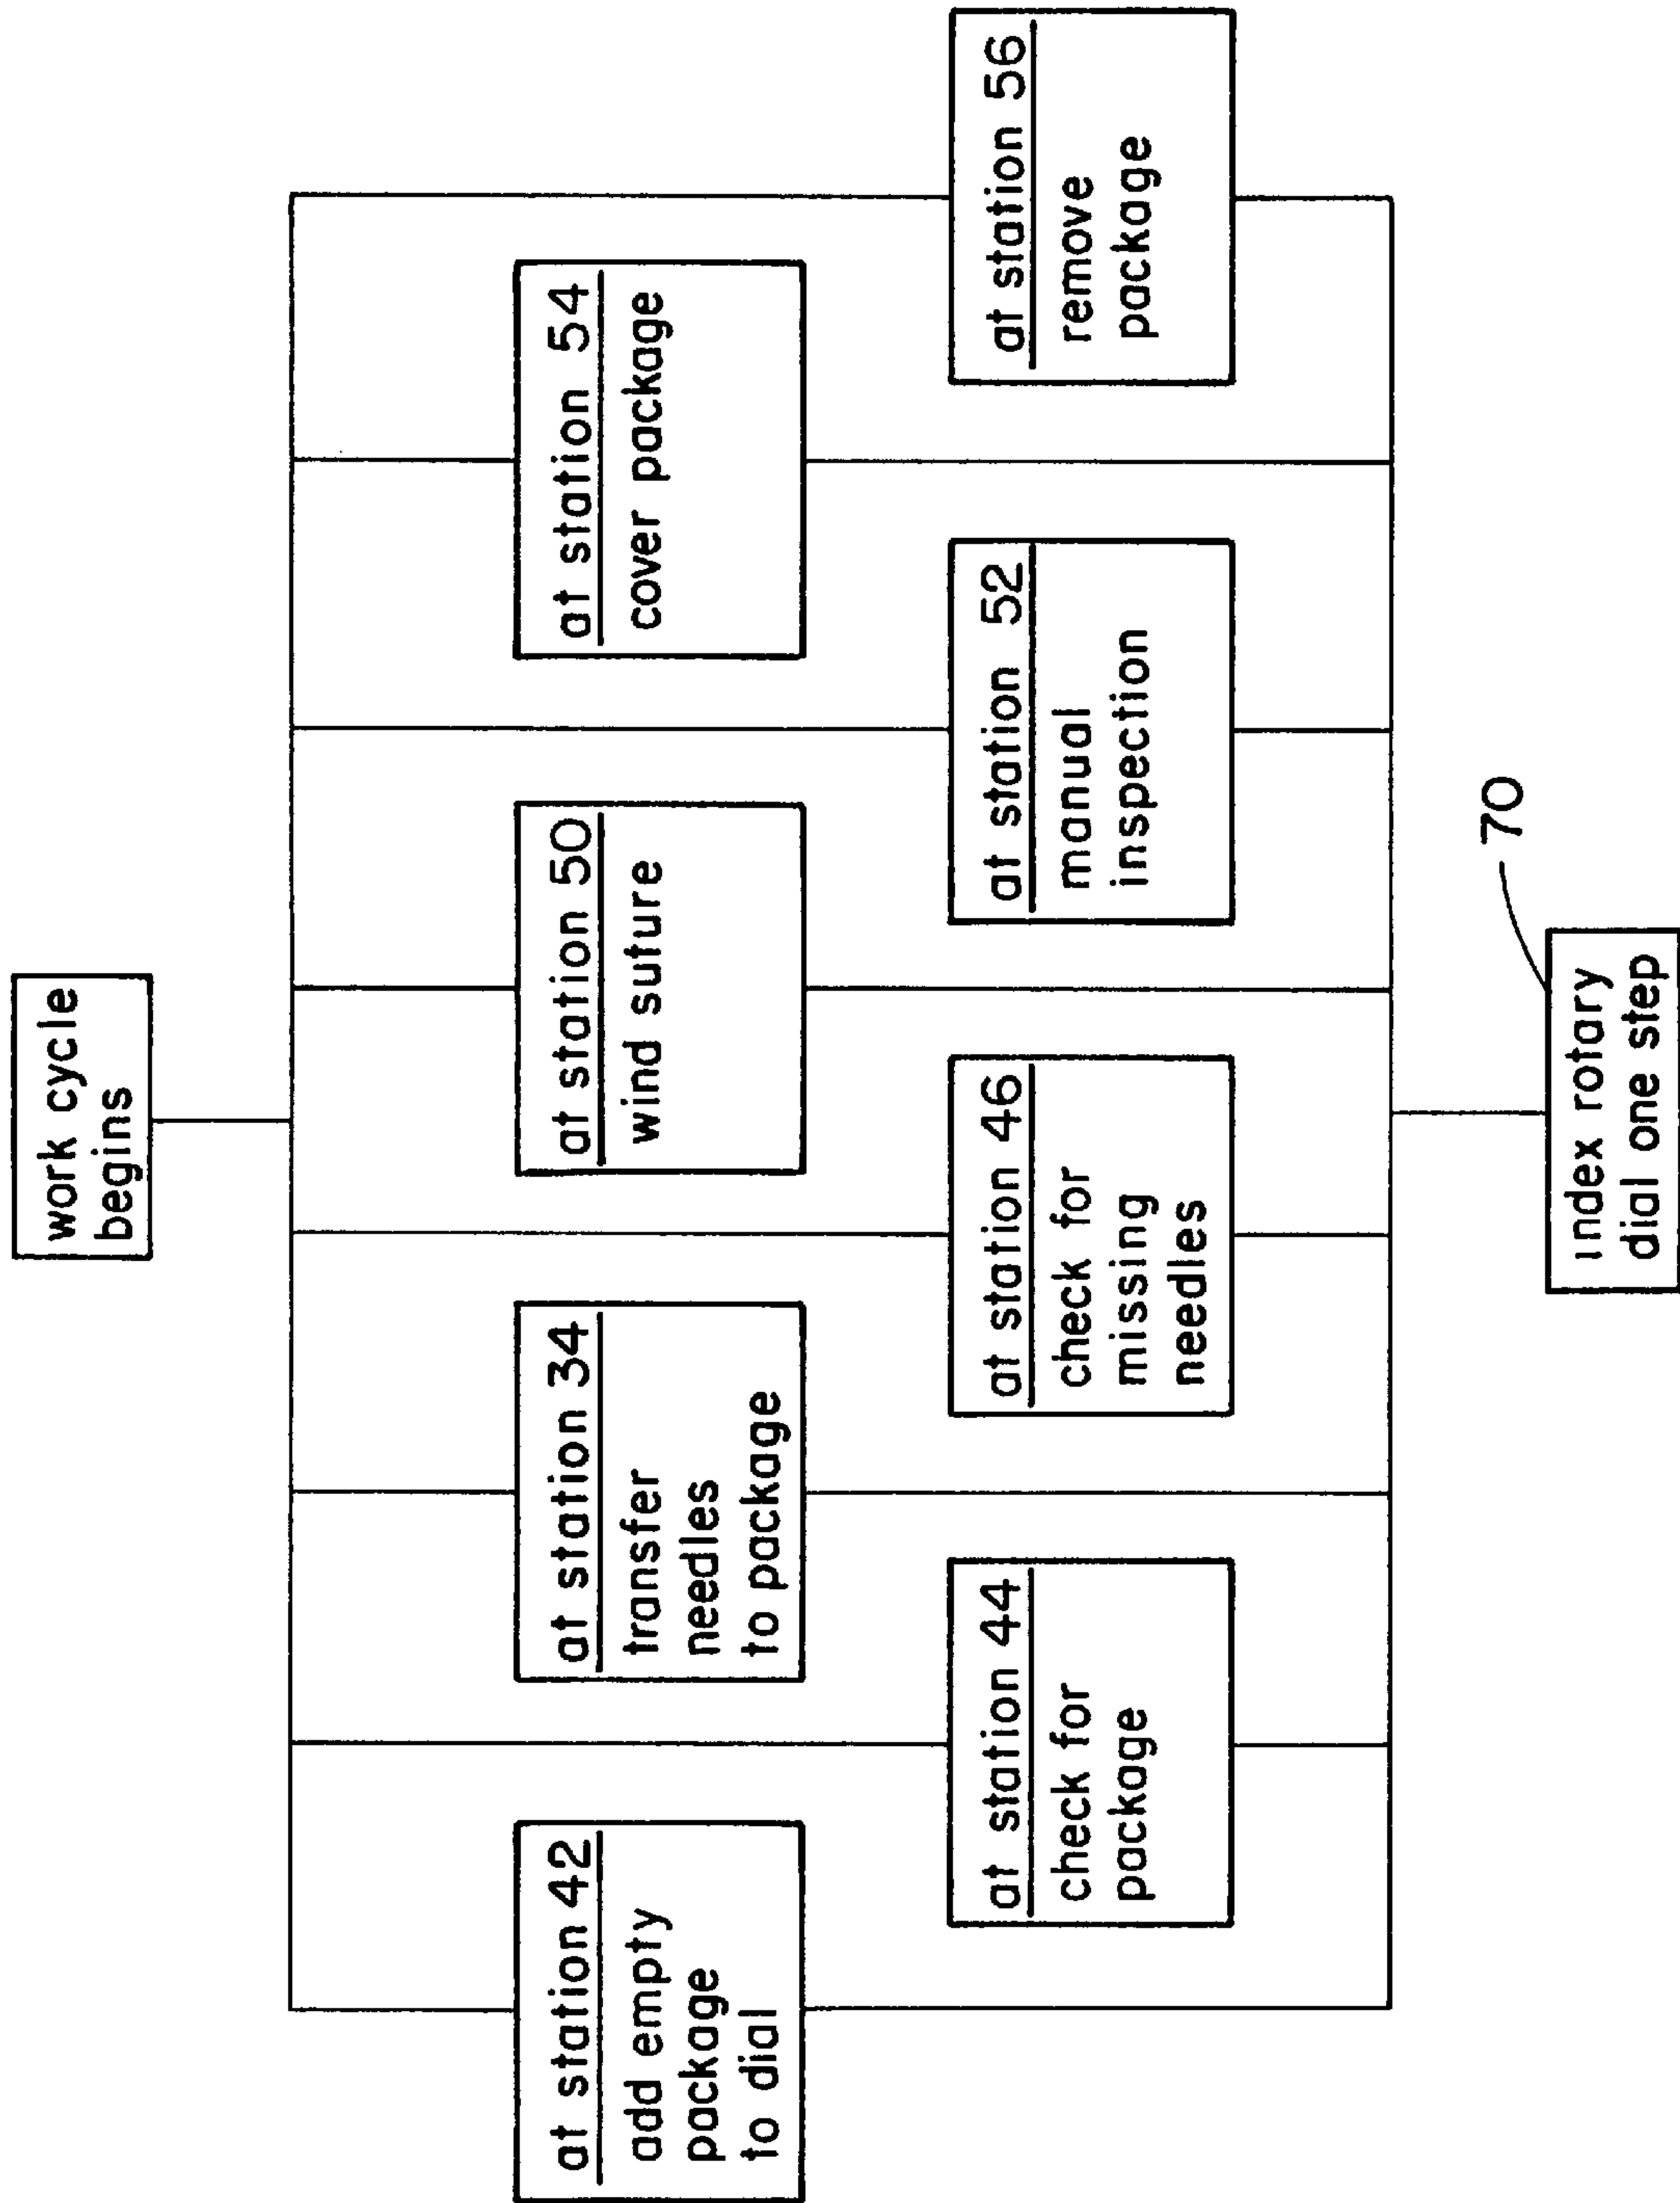 work cycle
begins
at station 42
add empty
package
to dial
at station 34
transfer
needles
to package
at station 50
wind suture
at station 54
cover package
at station 44
check for
package
at station 46
check for
missing
needles
at station 52
manual
inspection
at station 56
remove
package
70
index rotary
dial one step